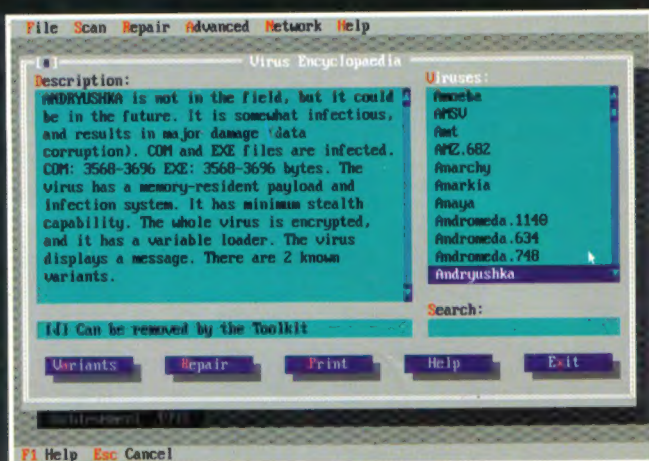 File Scan Repair Advanced Network Help
Virus Encyclopaedia
Description:
ANDRYUSHKA is not in the field, but it could
be in the future. It is somewhat infectious,
and results in major damage (data
corruption). COM and EXE files are infected.
COM: 3568-3696 EXE: 3568-3696 bytes. The
virus has a memory-resident payload and
infection system. It has minimum stealth
capability. The whole virus is encrypted,
and it has a variable loader. The virus
displays a message. There are 2 known
variants.
[√] Can be removed by the Toolkit
Viruses:
Amoeba
AMSV
Amt
AMZ.682
Anarchy
Anarkia
Anaya
Andromeda.1140
Andromeda.634
Andromeda.748
Andryushka
Search:
Variants Repair Print Help Exit
F1 Help Esc Cancel